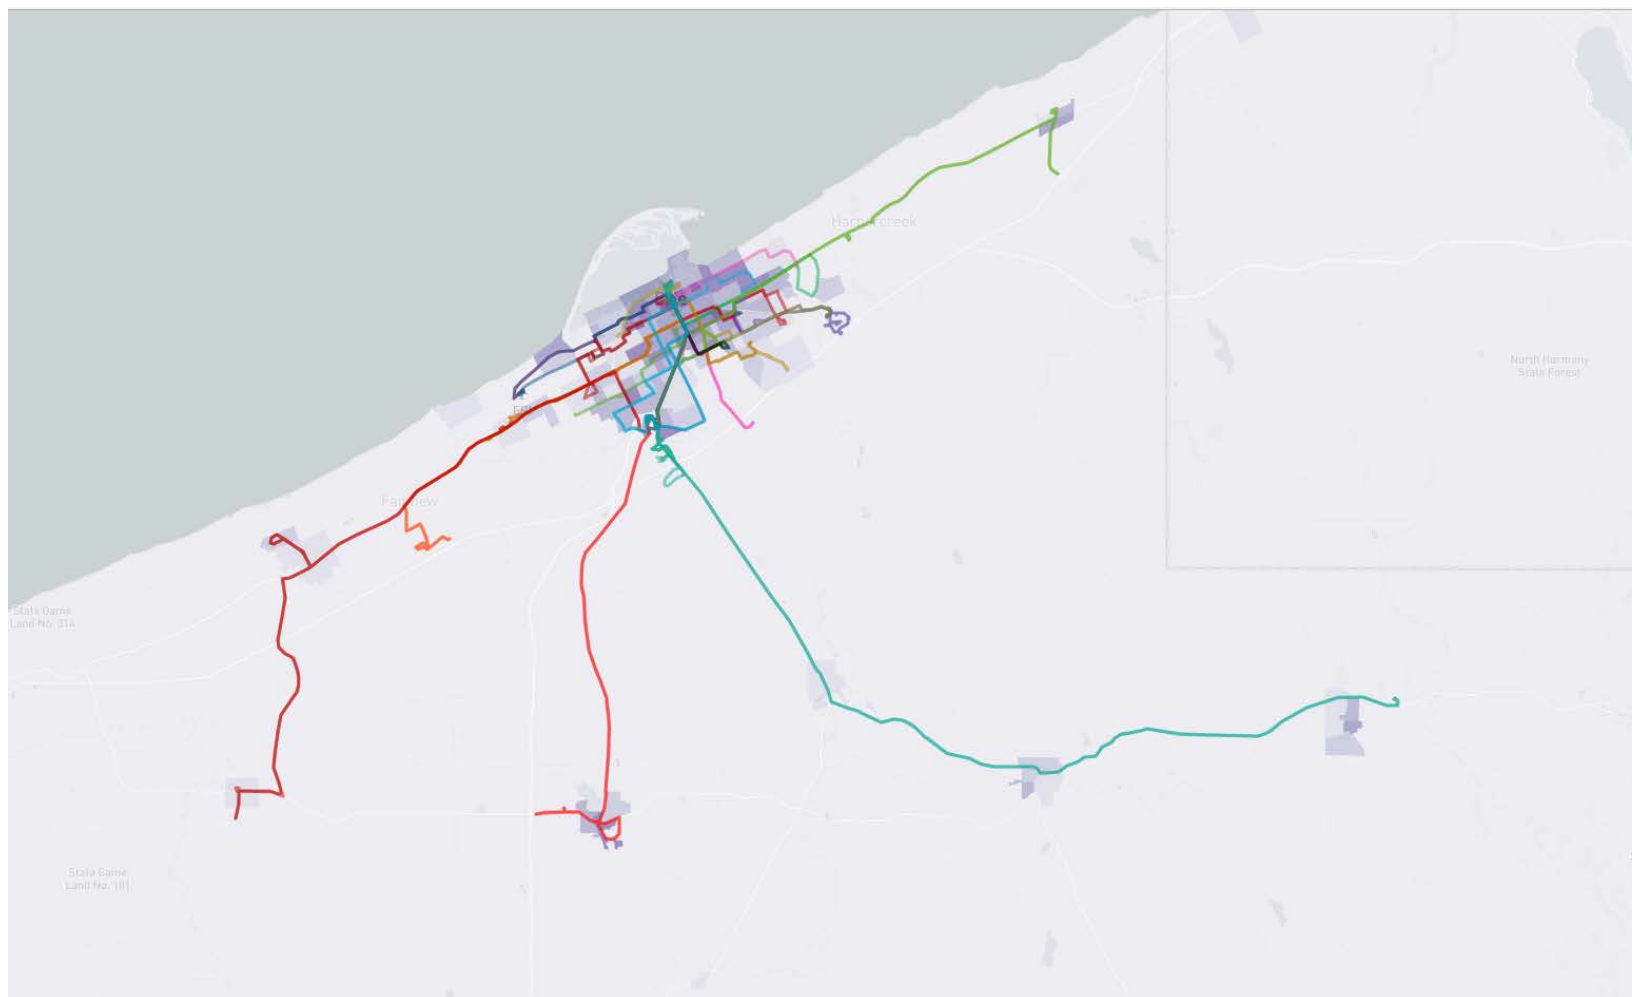 Harborcreek
North Harmony
State Forest
Fairview
State Game
Land No. 314
State Game
Land No. 101